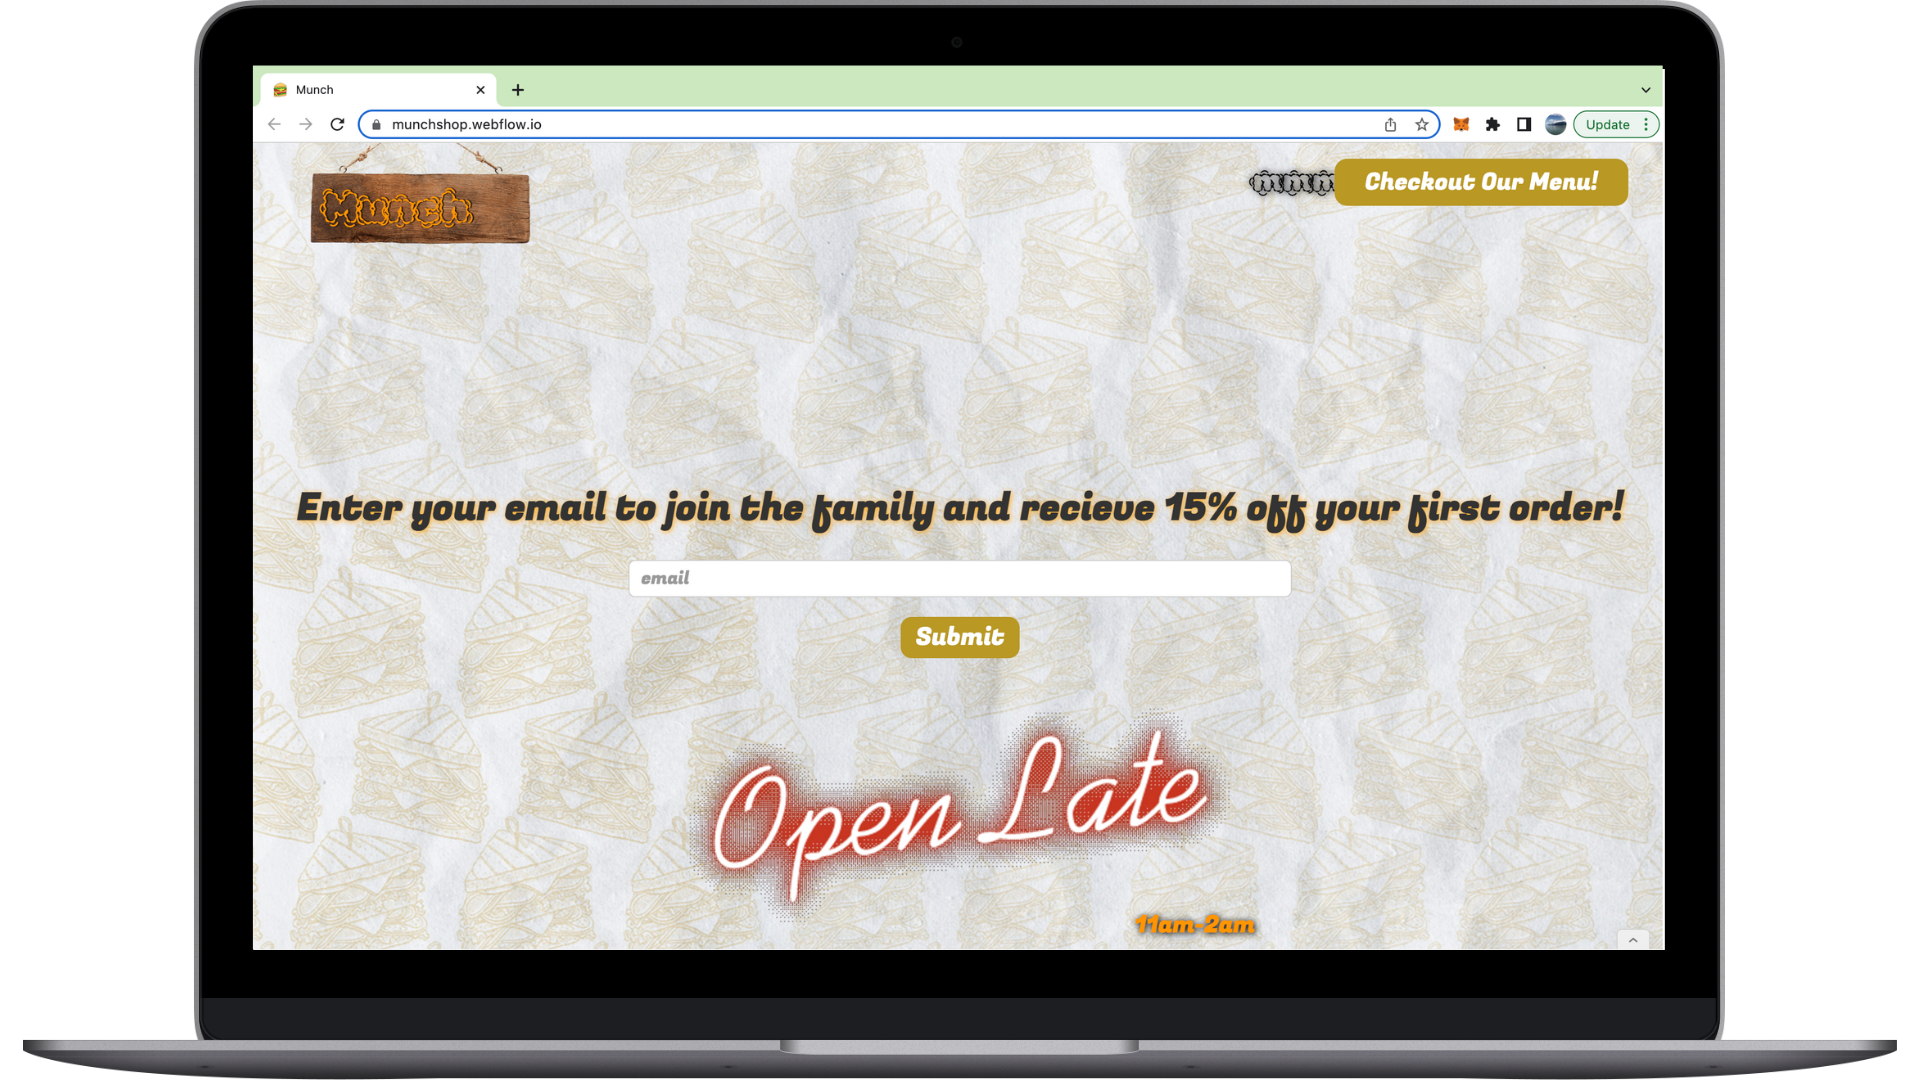 Munch
munchshop.webflow.io
Update
Munch
mmm
Checkout Our Menu!
Enter your email to join the family and recieve 15% off your first order!
email
Submit
Open Late
11am-2am